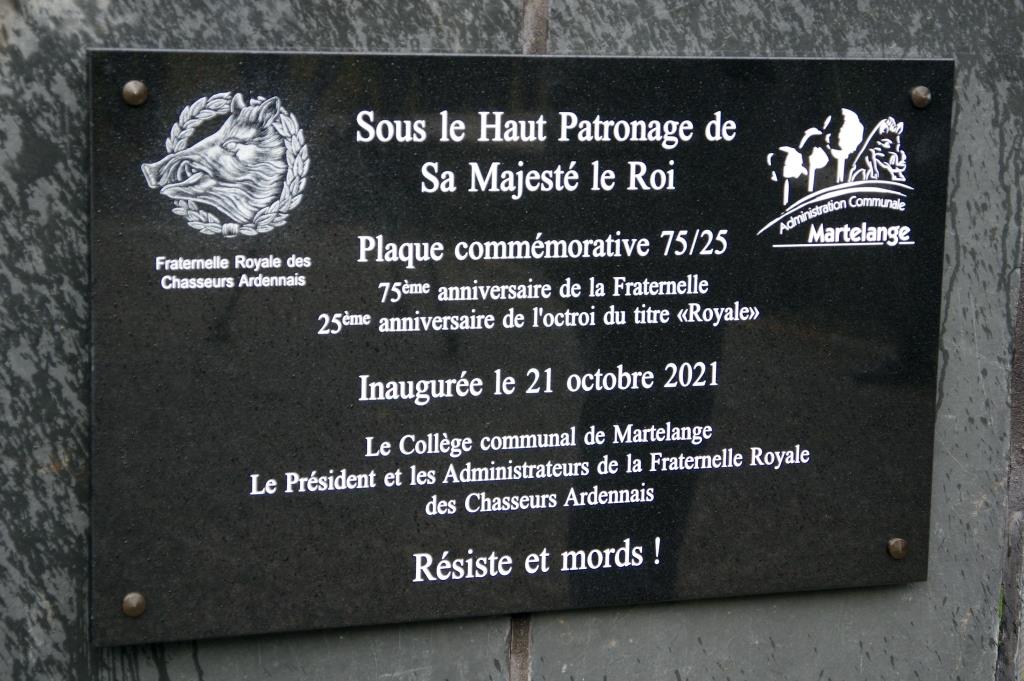 Sous le Haut Patronage de
Sa Majesté le Roi
Fraternelle Royale des
Chasseurs Ardennais
Administration Communale
Martelange
Plaque commémorative 75/25
75ème anniversaire de la Fraternelle
25ème anniversaire de l'octroi du titre «Royale»
Inaugurée le 21 octobre 2021
Le Collège communal de Martelange
Le Président et les Administrateurs de la Fraternelle Royale
des Chasseurs Ardennais
Résiste et mords !